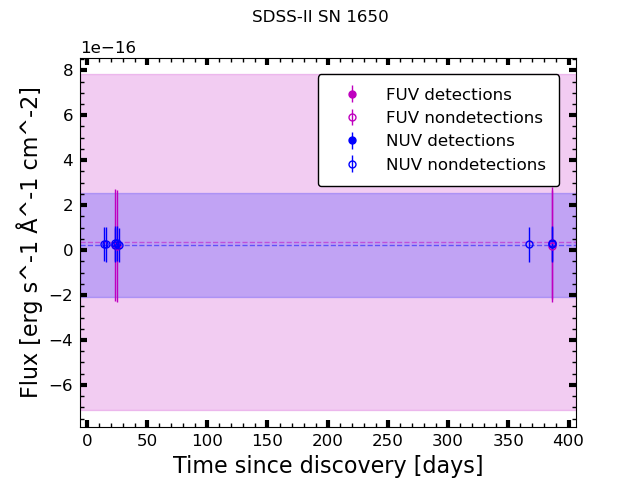 SDSS-II SN 1650
1e−16
8
6
4
2
0
−2
−4
−6
Flux [erg s^-1 Å^-1 cm^-2]
FUV detections
FUV nondetections
NUV detections
NUV nondetections
0 50 100 150 200 250 300 350 400
Time since discovery [days]